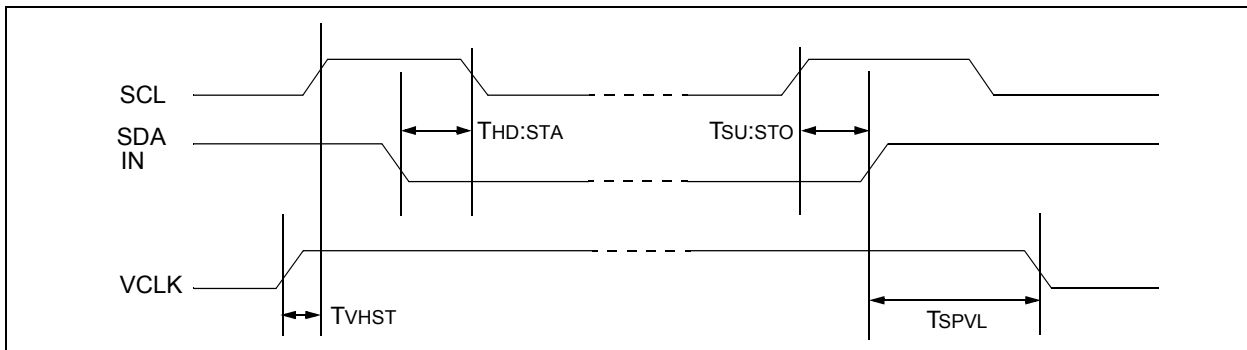 SCL
THD:STA
TSU:STO
SDA
IN
VCLK
TVHST
TSPVL